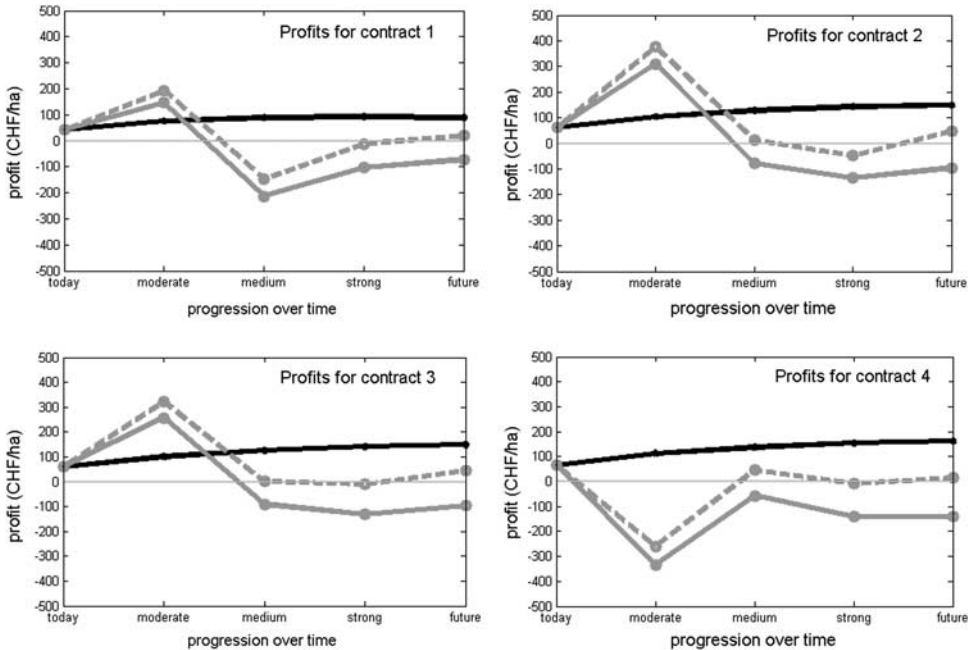 Profits for contract 1
profit (CHF/ha)
500
400
300
200
100
0
-100
-200
-300
-400
-500
today
moderate
medium
strong
future
progression over time
Profits for contract 2
profit (CHF/ha)
500
400
300
200
100
0
-100
-200
-300
-400
-500
today
moderate
medium
strong
future
progression over time
Profits for contract 3
profit (CHF/ha)
500
400
300
200
100
0
-100
-200
-300
-400
-500
today
moderate
medium
strong
future
progression over time
Profits for contract 4
profit (CHF/ha)
500
400
300
200
100
0
-100
-200
-300
-400
-500
today
moderate
medium
strong
future
progression over time